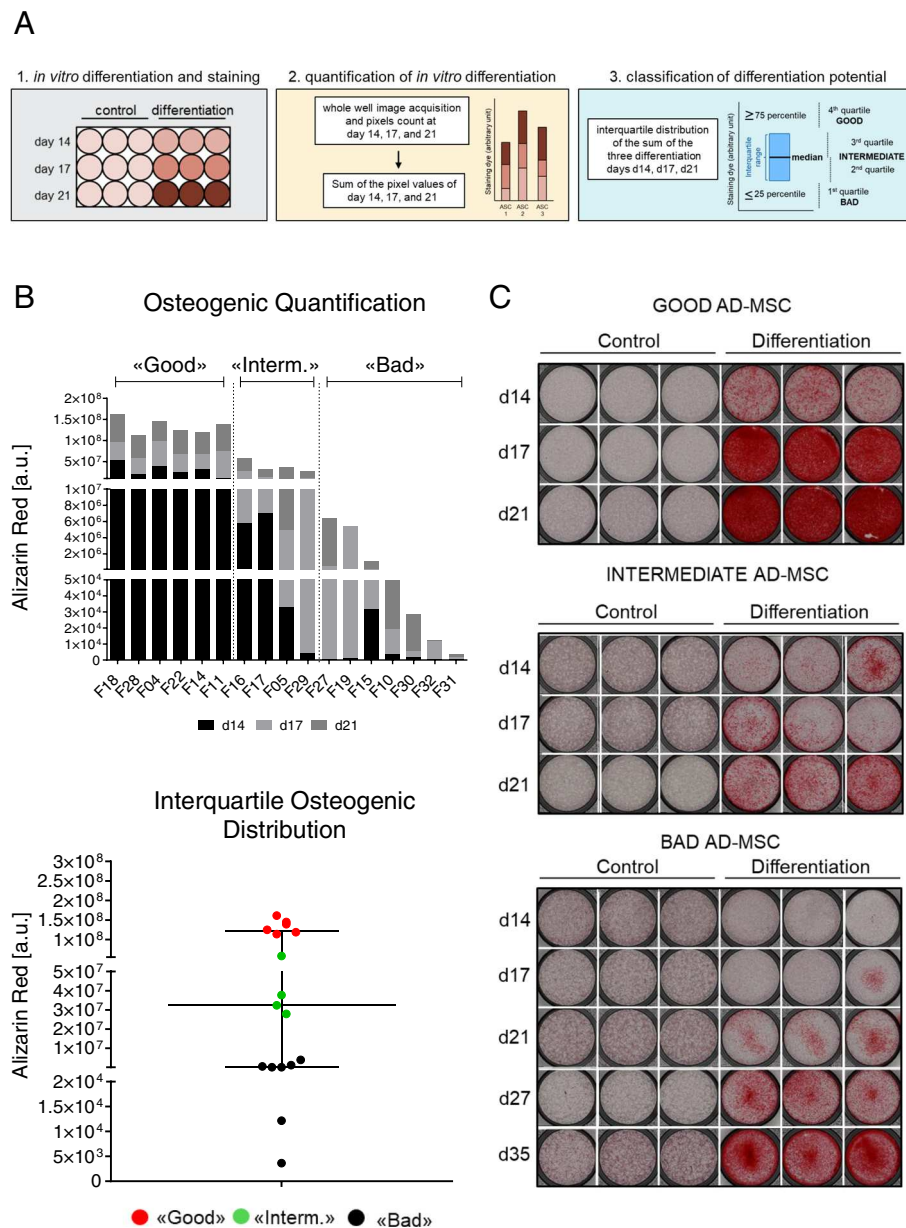 A
1. in vitro differentiation and staining
control differentiation
day 14
day 17
day 21
2. quantification of in vitro differentiation
whole well image acquisition
and pixels count at
day 14, 17, and 21
Sum of the pixel values of
day 14, 17, and 21
Staining dye (arbitrary unit)
ASC 1
ASC 2
ASC 3
3. classification of differentiation potential
interquartile distribution
of the sum of the
three differentiation
days d14, d17, d21
Staining dye (arbitrary unit)
≥ 75 percentile
Interquartile range
median
≤ 25 percentile
4th quartile
GOOD
3rd quartile
INTERMEDIATE
2nd quartile
1st quartile
BAD
B
Osteogenic Quantification
«Good» «Interm.» «Bad»
Alizarin Red [a.u.]
2×10⁸
1.5×10⁸
1×10⁸
5×10⁷
1×10⁷
8×10⁶
6×10⁶
4×10⁶
2×10⁶
5×10⁴
4×10⁴
3×10⁴
2×10⁴
1×10⁴
0
F18 F28 F04 F22 F14 F11 F16 F17 F05 F29 F27 F19 F15 F10 F30 F32 F31
d14 d17 d21
Interquartile Osteogenic
Distribution
Alizarin Red [a.u.]
3×10⁸
2.5×10⁸
2×10⁸
1.5×10⁸
1×10⁸
5×10⁷
4×10⁷
3×10⁷
2×10⁷
1×10⁷
2×10⁴
1.5×10⁴
1×10⁴
5×10³
0
«Good» «Interm.» «Bad»
C
GOOD AD-MSC
Control Differentiation
d14
d17
d21
INTERMEDIATE AD-MSC
Control Differentiation
d14
d17
d21
BAD AD-MSC
Control Differentiation
d14
d17
d21
d27
d35